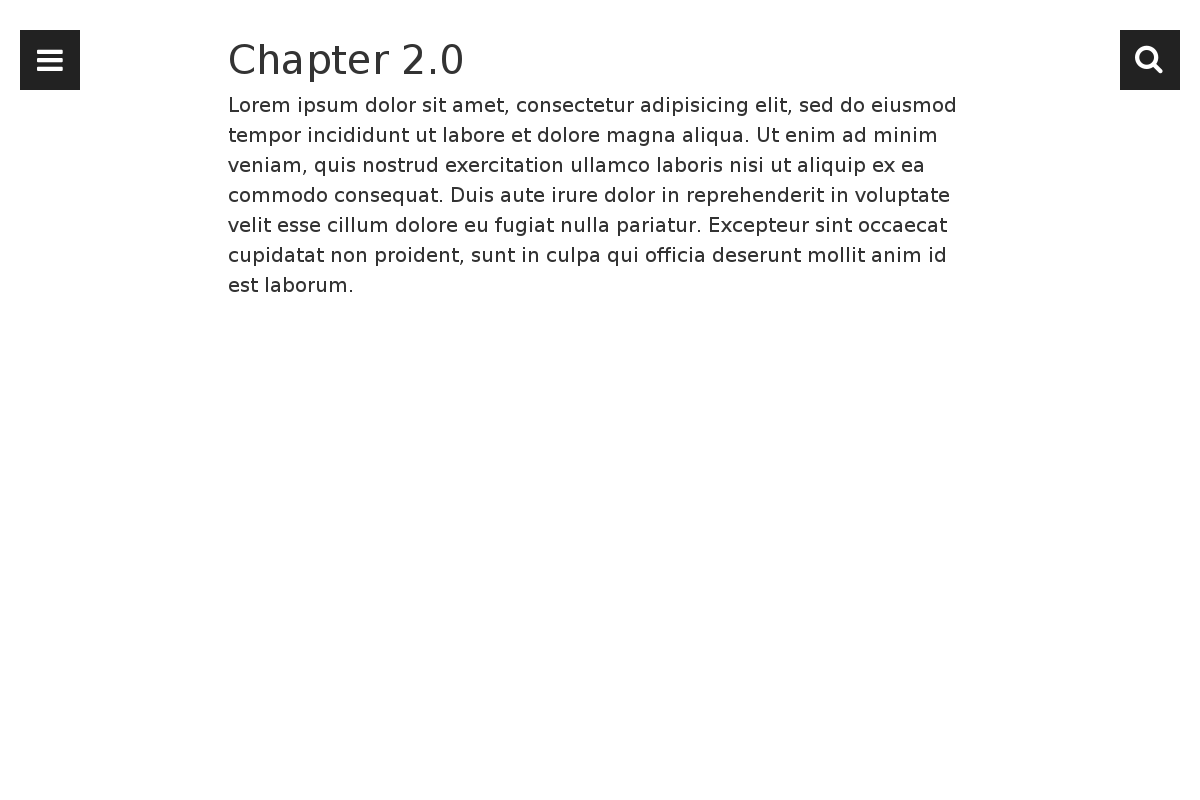 Chapter 2.0
Lorem ipsum dolor sit amet, consectetur adipisicing elit, sed do eiusmod
tempor incididunt ut labore et dolore magna aliqua. Ut enim ad minim
veniam, quis nostrud exercitation ullamco laboris nisi ut aliquip ex ea
commodo consequat. Duis aute irure dolor in reprehenderit in voluptate
velit esse cillum dolore eu fugiat nulla pariatur. Excepteur sint occaecat
cupidatat non proident, sunt in culpa qui officia deserunt mollit anim id
est laborum.